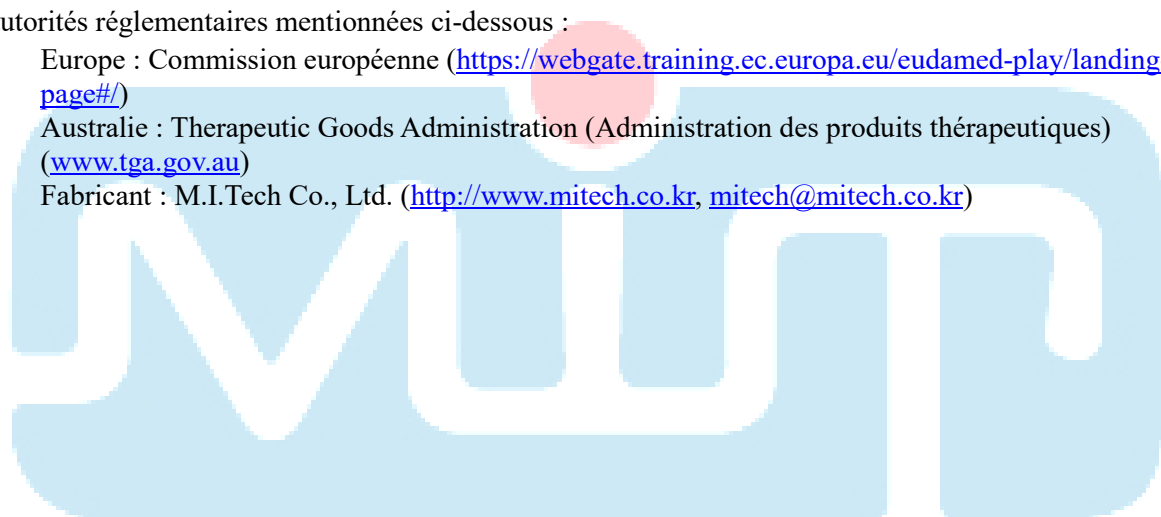 utorités réglementaires mentionnées ci-dessous :
Europe : Commission européenne (https://webgate.training.ec.europa.eu/eudamed-play/landing
page#/)
Australie : Therapeutic Goods Administration (Administration des produits thérapeutiques)
(www.tga.gov.au)
Fabricant : M.I.Tech Co., Ltd. (http://www.mitech.co.kr, mitech@mitech.co.kr)